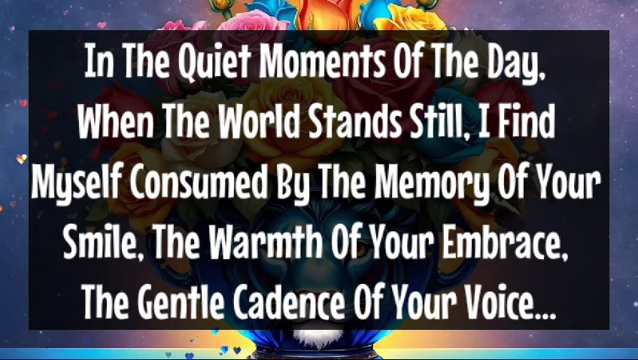 In The Quiet Moments Of The Day,
When The World Stands Still, I Find
Myself Consumed By The Memory Of Your
Smile, The Warmth Of Your Embrace,
The Gentle Cadence Of Your Voice...